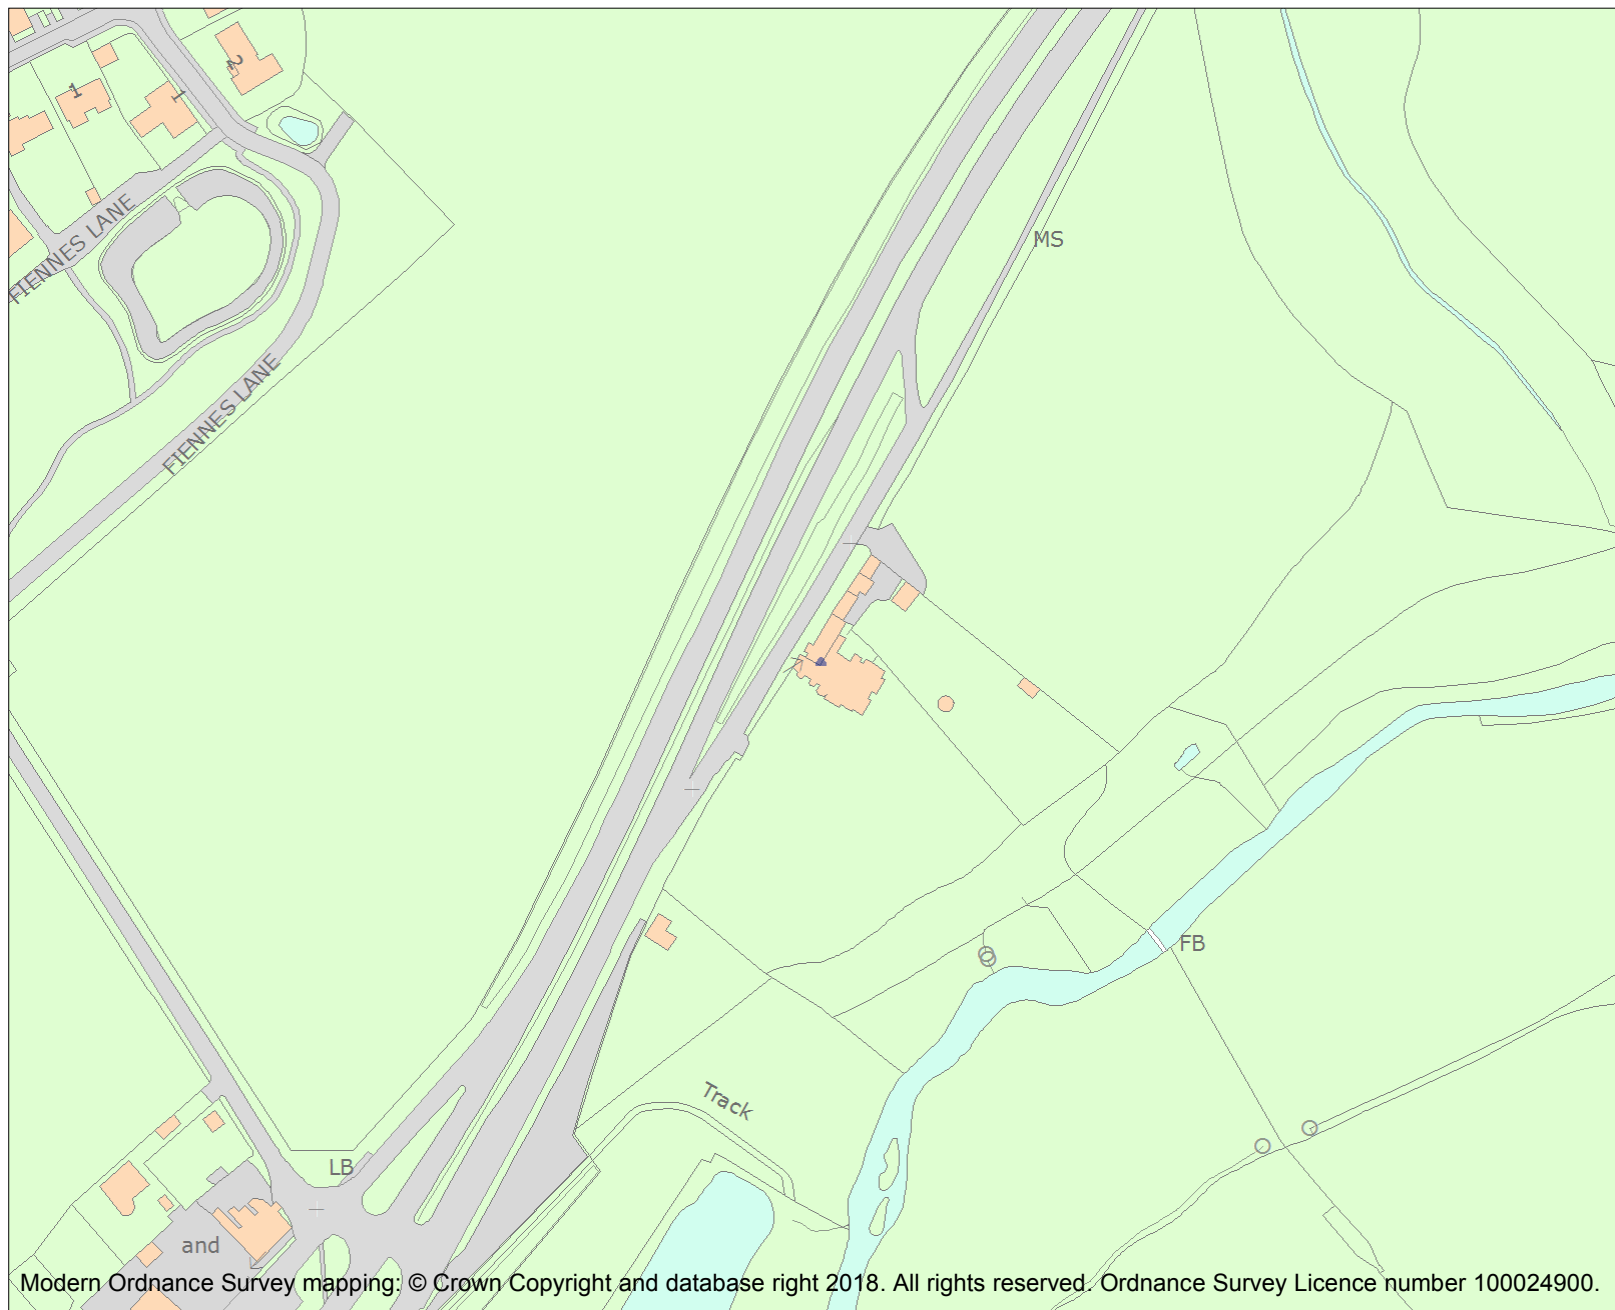 2
1
1
FIENNES LANE
MS
FIENNES LANE
FB
Track
LB
and
Modern Ordnance Survey mapping: © Crown Copyright and database right 2018. All rights reserved. Ordnance Survey Licence number 100024900.